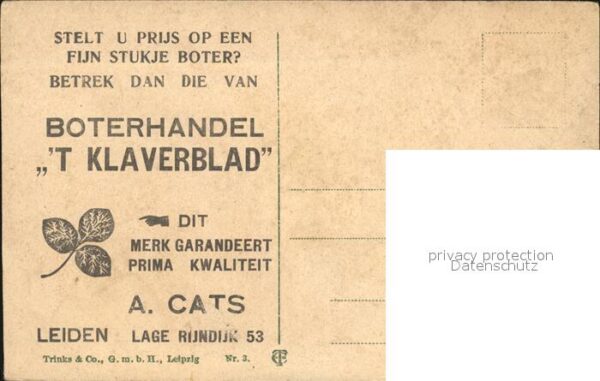 STELT U PRIJS OP EEN
FIJN STUKJE BOTER?
BETREK DAN DIE VAN
BOTERHANDEL
„'T KLAVERBLAD"
DIT
MERK GARANDEERT
PRIMA KWALITEIT
A. CATS
LEIDEN LAGE RIJNDIJK 53
Trinks & Co., G. m. b. H., Leipzig Nr. 3.
privacy protection
Datenschutz